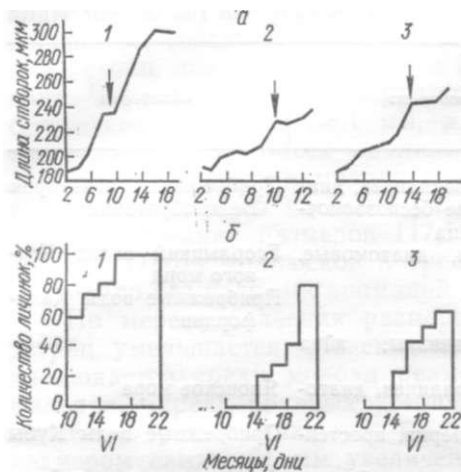 а
1 2 3
Длина створок, мкм
300
280
260
240
220
200
190
180
2 6 10 14 18
2 6 10 12
2 6 10 14 18
б
1 2 3
Количество личинок, %
100
80
60
40
20
0
10 14 18 22
10 14 18 22
10 14 18 22
VI VI VI
Месяцы, дни